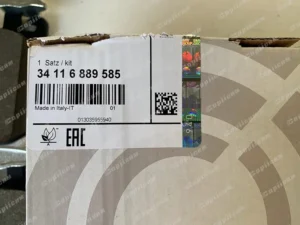 1 Satz / kit
34 11 6 889 585
Made in Italy-IT 01
EAC